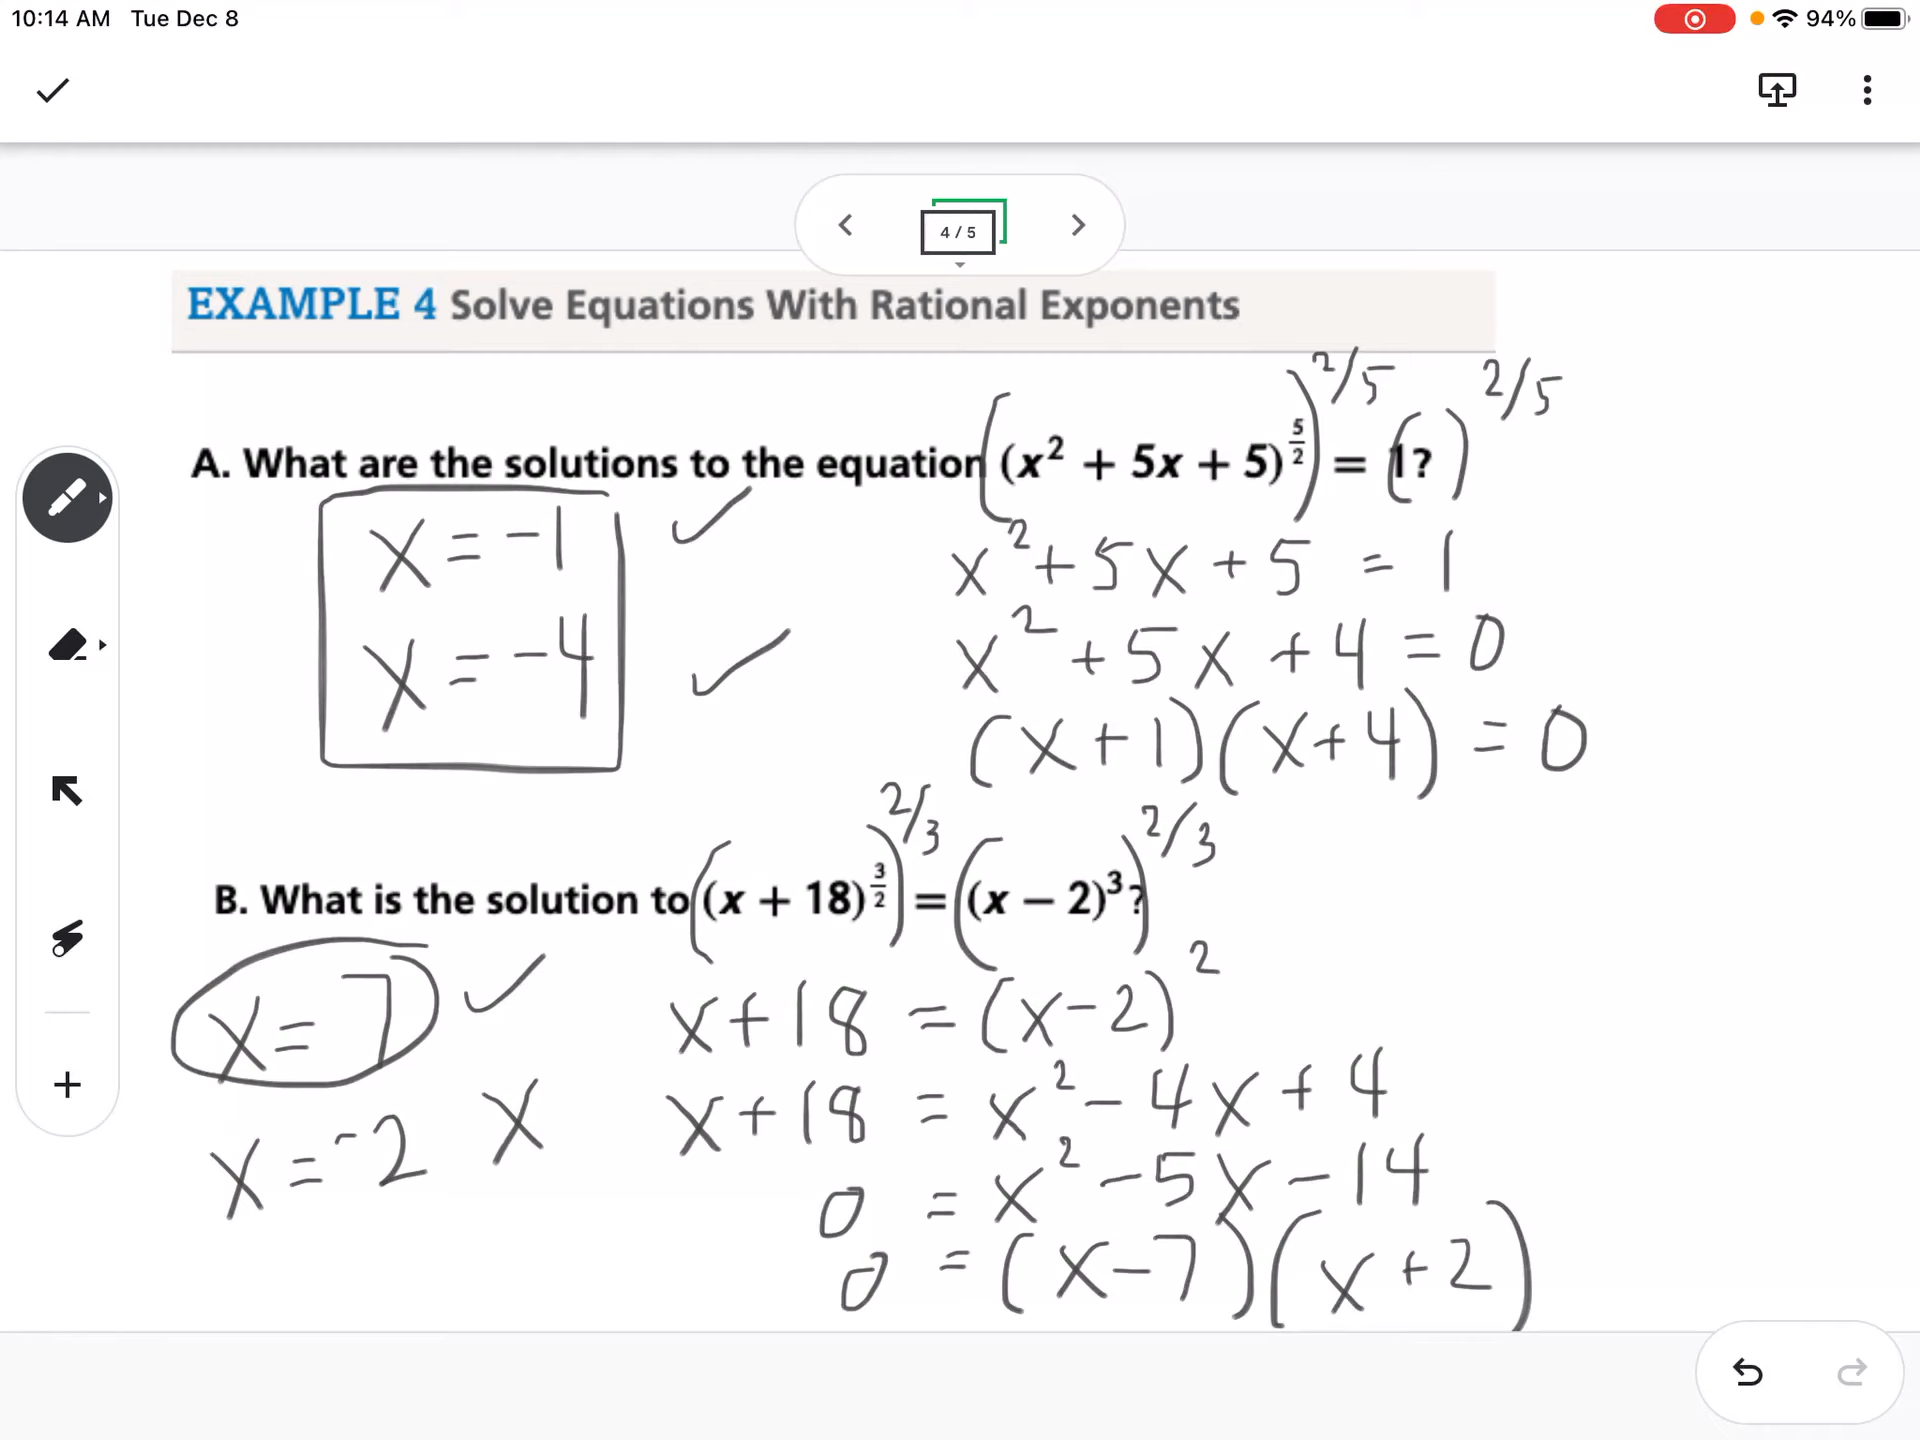 10:14 AM Tue Dec 8
94%
4 / 5
EXAMPLE 4 Solve Equations With Rational Exponents
A. What are the solutions to the equation ((x² + 5x + 5)^(5/2))^(2/5) = (1?)^(2/5)
x = -1
x = -4
x² + 5x + 5 = 1
x² + 5x + 4 = 0
(x+1)(x+4) = 0
B. What is the solution to ((x + 18)^(3/2))^(2/3) = ((x − 2)³?)^(2/3)
x = 7
x = -2 X
x+18 = (x-2)²
x+18 = x² - 4x + 4
0 = x² - 5x - 14
0 = (x-7)(x+2)